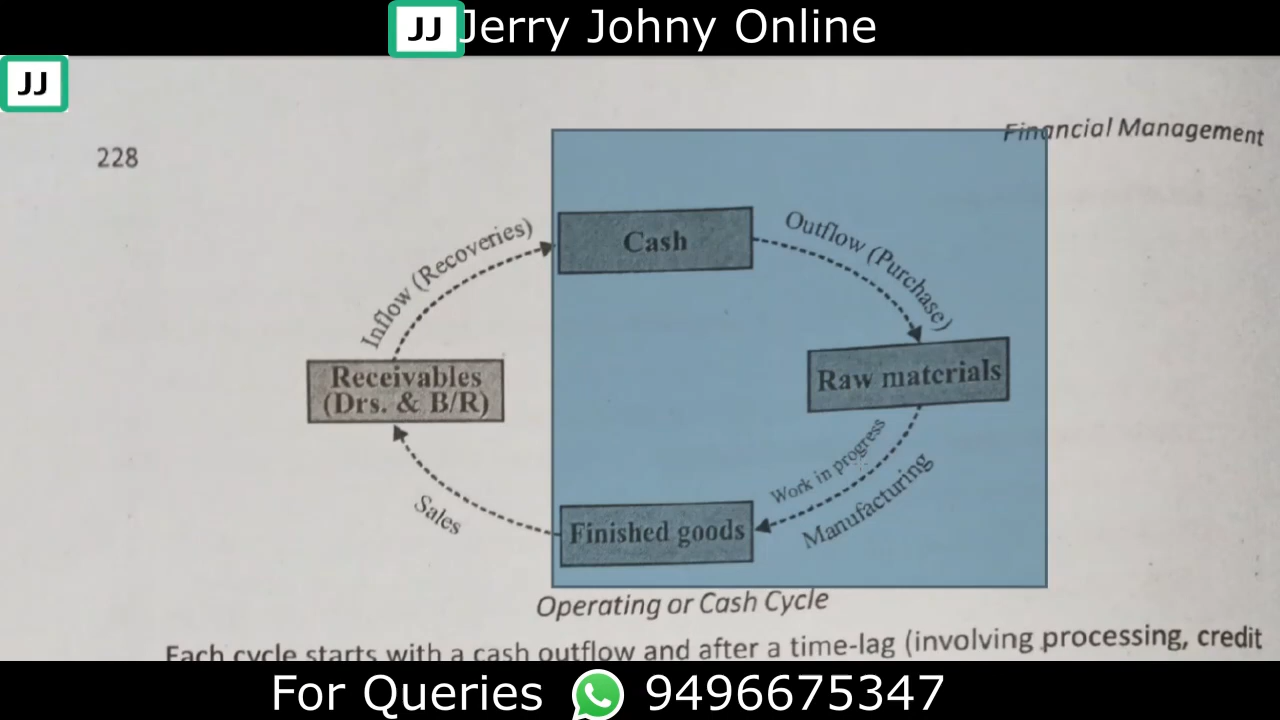 JJ Jerry Johny Online
JJ
Financial Management
228
Inflow (Recoveries)
Cash
Outflow (Purchase)
Receivables
(Drs. & B/R)
Raw materials
Work in progress
Manufacturing
Sales
Finished goods
Operating or Cash Cycle
Each cycle starts with a cash outflow and after a time-lag (involving processing, credit
For Queries 9496675347